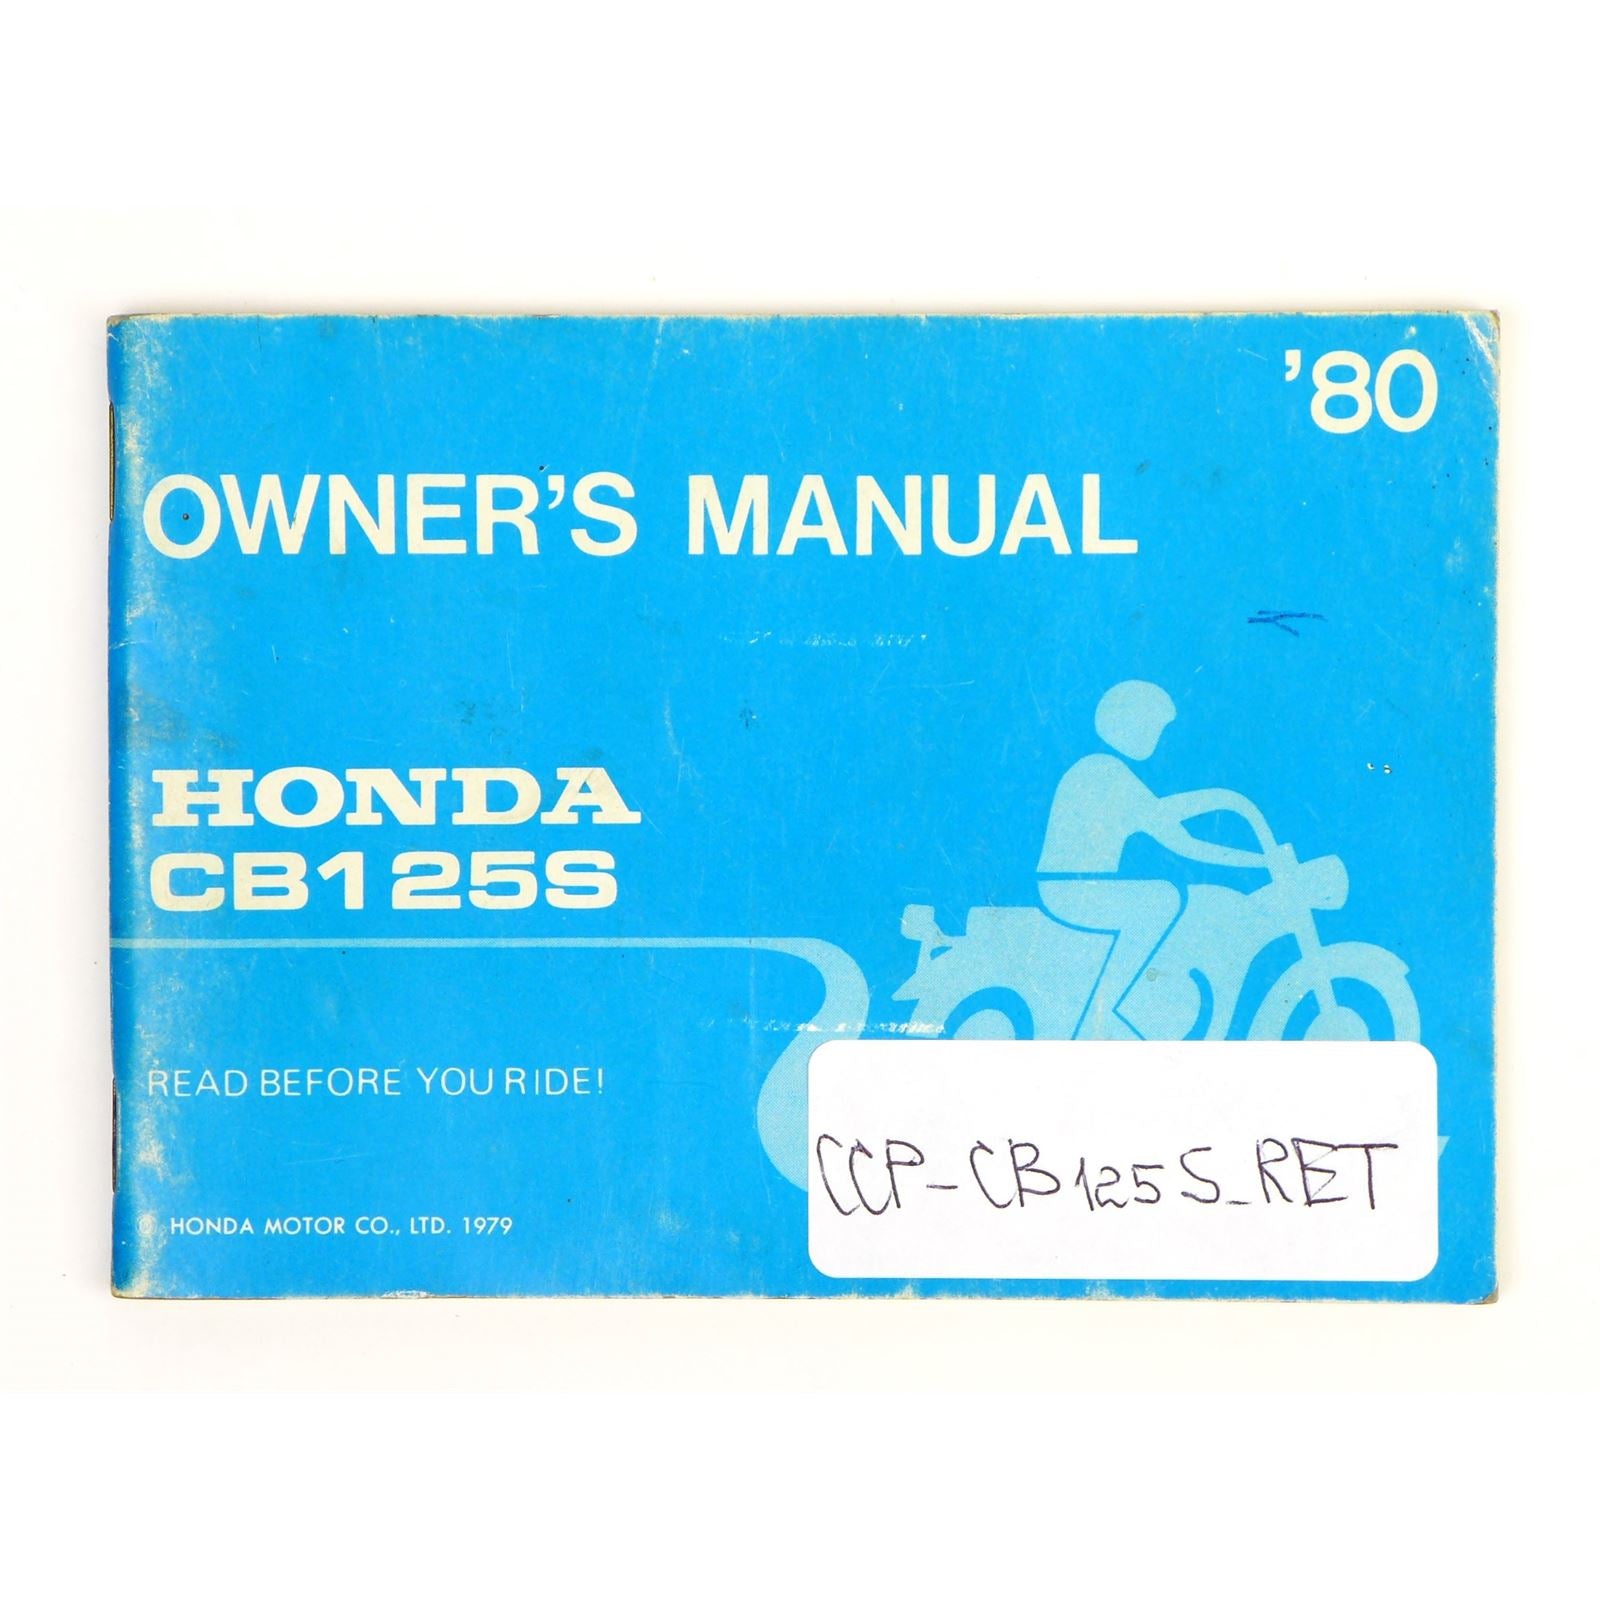 '80
OWNER'S MANUAL
HONDA
CB125S
READ BEFORE YOU RIDE!
© HONDA MOTOR CO., LTD. 1979
CCP-CB125S_RET